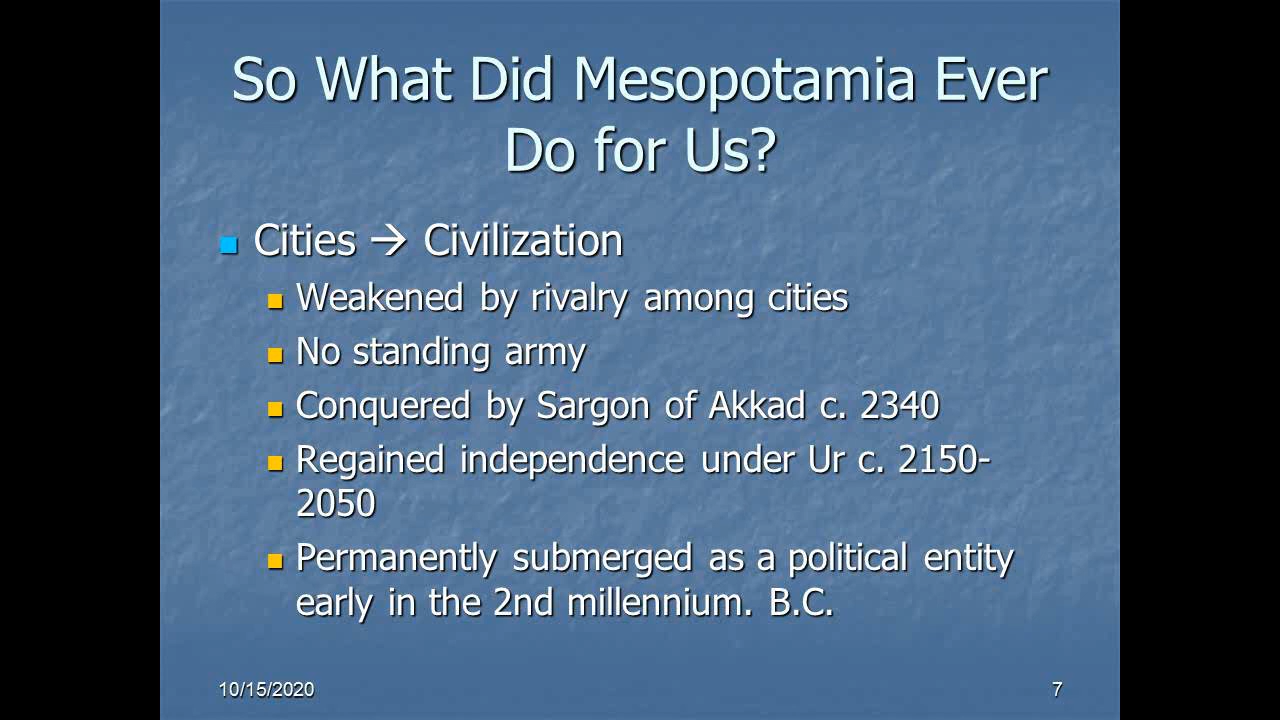 So What Did Mesopotamia Ever
Do for Us?
Cities → Civilization
Weakened by rivalry among cities
No standing army
Conquered by Sargon of Akkad c. 2340
Regained independence under Ur c. 2150-
2050
Permanently submerged as a political entity
early in the 2nd millennium. B.C.
10/15/2020
7